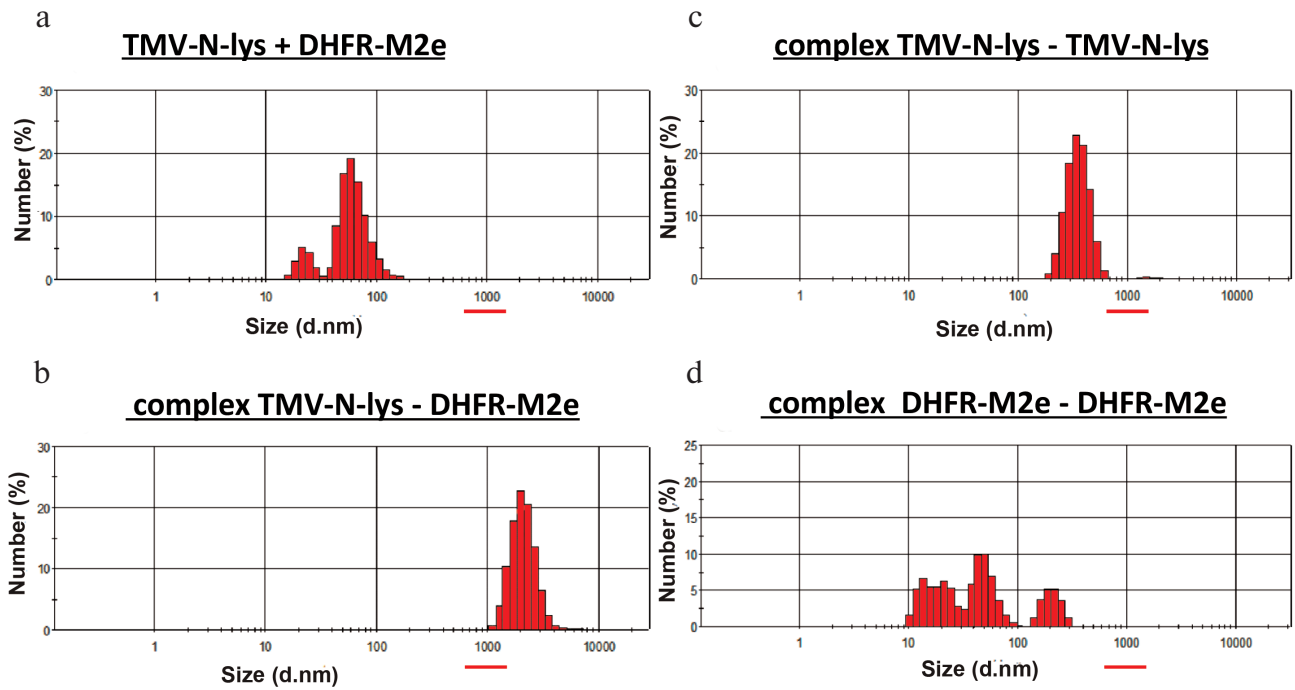 a
TMV-N-lys + DHFR-M2e
Number (%)
30
20
10
0
1
10
100
1000
10000
Size (d.nm)
b
complex TMV-N-lys - DHFR-M2e
Number (%)
30
20
10
0
1
10
100
1000
10000
Size (d.nm)
c
complex TMV-N-lys - TMV-N-lys
Number (%)
30
20
10
0
1
10
100
1000
10000
Size (d.nm)
d
complex DHFR-M2e - DHFR-M2e
Number (%)
25
20
15
10
5
0
1
10
100
1000
10000
Size (d.nm)